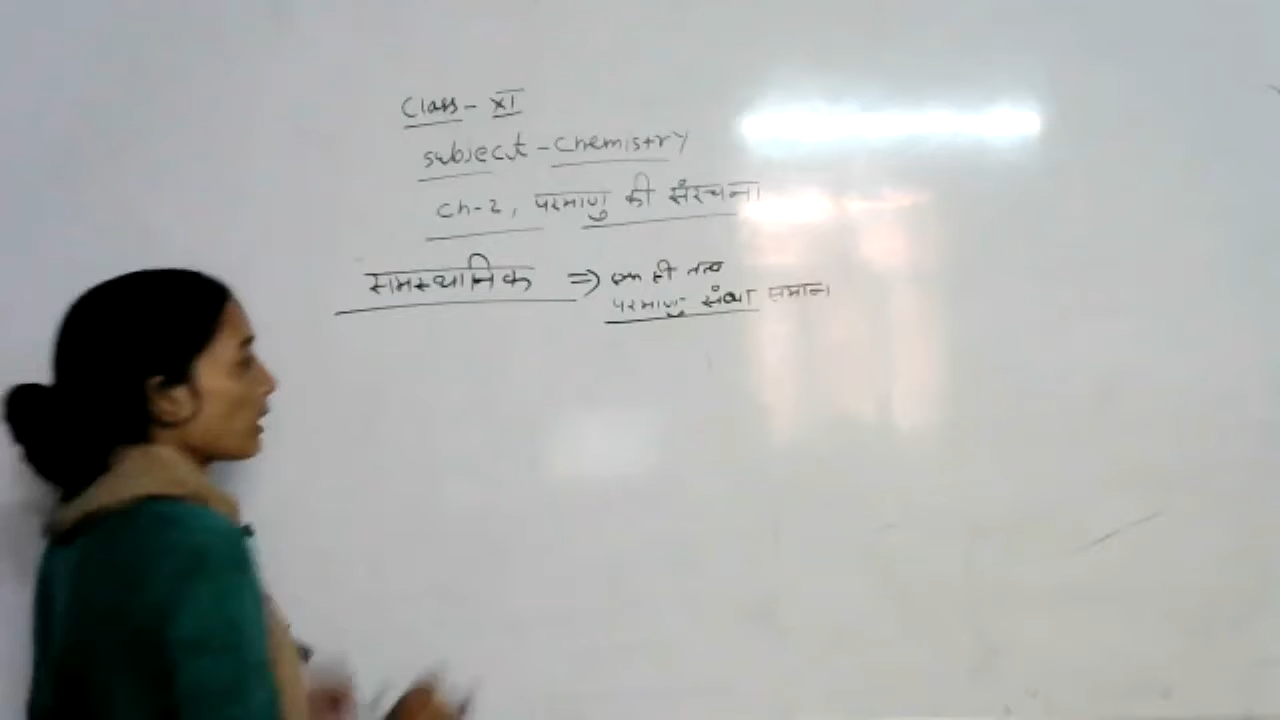 Class - XI
subject - Chemistry
ch-2, परमाणु की संरचना
समस्थानिक ⇒ एक ही तत्व
परमाणु संख्या समान